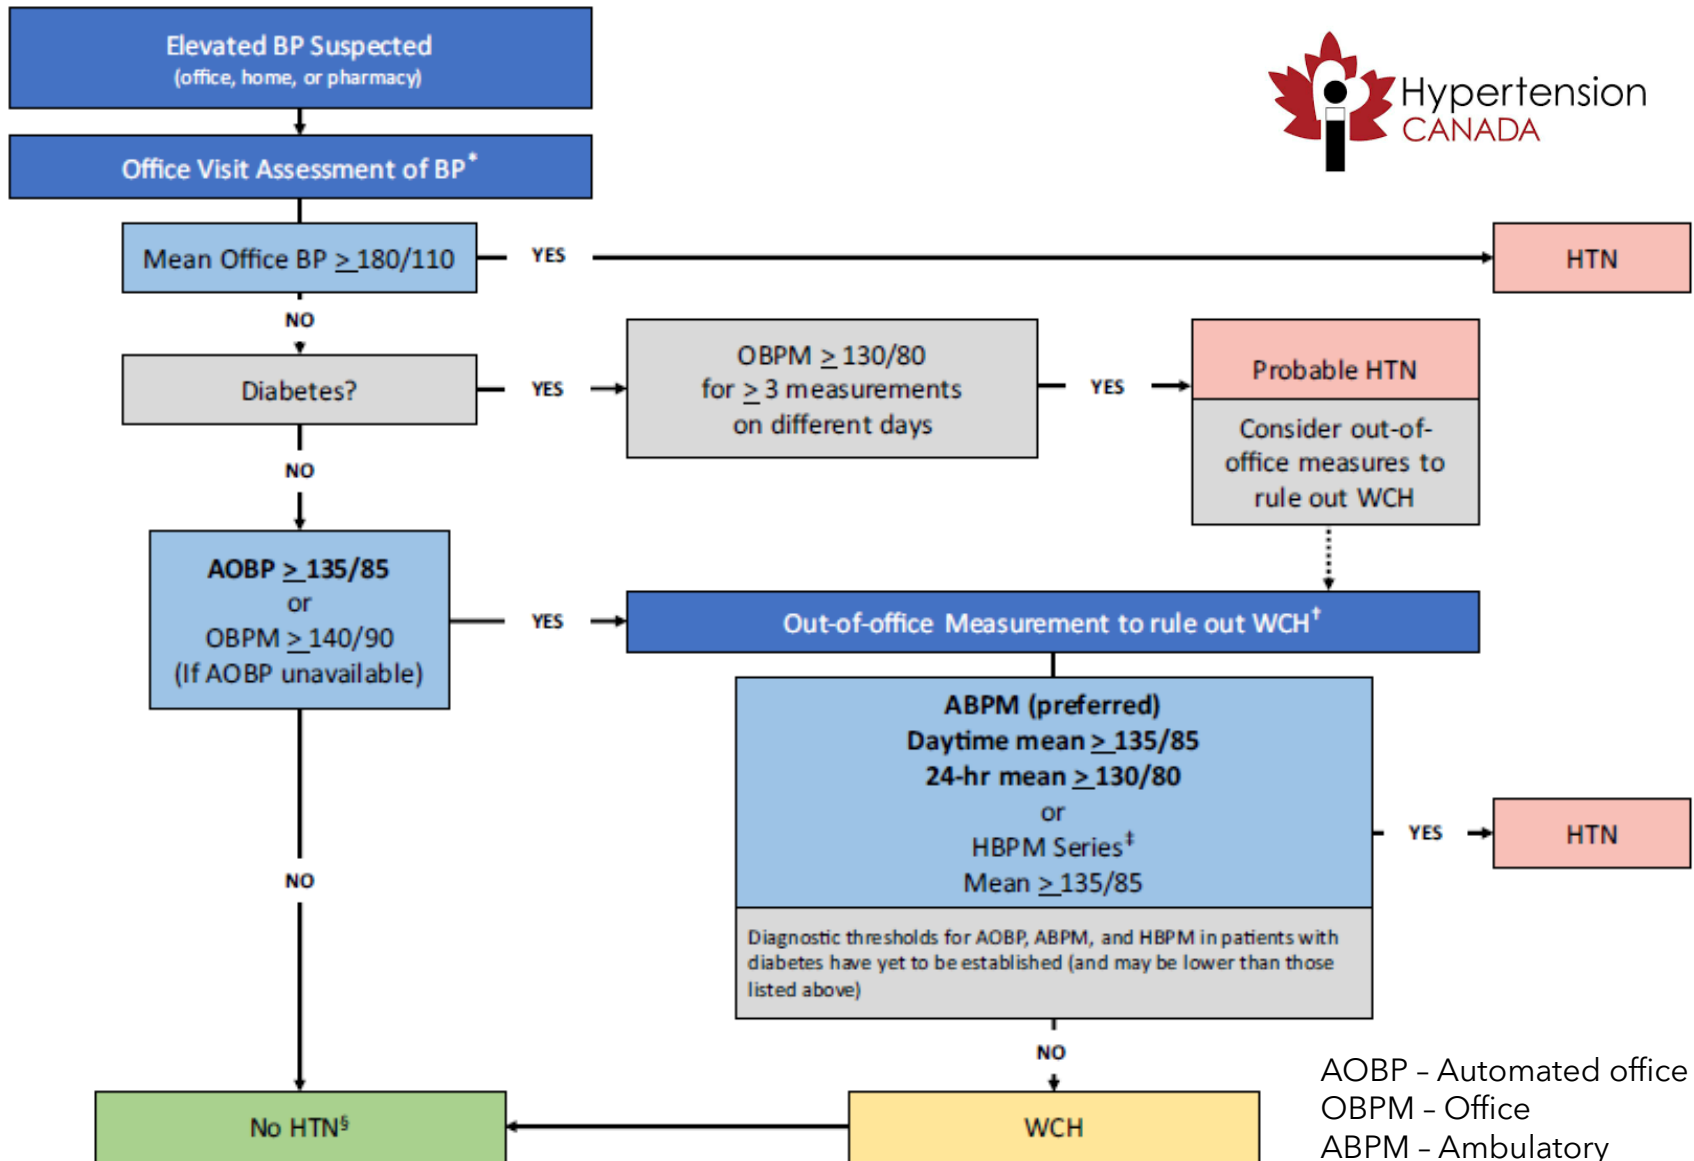 Elevated BP Suspected
(office, home, or pharmacy)
Hypertension
CANADA
Office Visit Assessment of BP*
Mean Office BP ≥ 180/110
YES
HTN
NO
Diabetes?
YES
OBPM ≥ 130/80
for ≥ 3 measurements
on different days
YES
Probable HTN
Consider out-of-
office measures to
rule out WCH
NO
AOBP ≥ 135/85
or
OBPM ≥ 140/90
(If AOBP unavailable)
YES
Out-of-office Measurement to rule out WCH†
ABPM (preferred)
Daytime mean ≥ 135/85
24-hr mean ≥ 130/80
or
HBPM Series‡
Mean ≥ 135/85
YES
HTN
Diagnostic thresholds for AOBP, ABPM, and HBPM in patients with
diabetes have yet to be established (and may be lower than those
listed above)
NO
NO
No HTN§
WCH
AOBP – Automated office
OBPM – Office
ABPM – Ambulatory